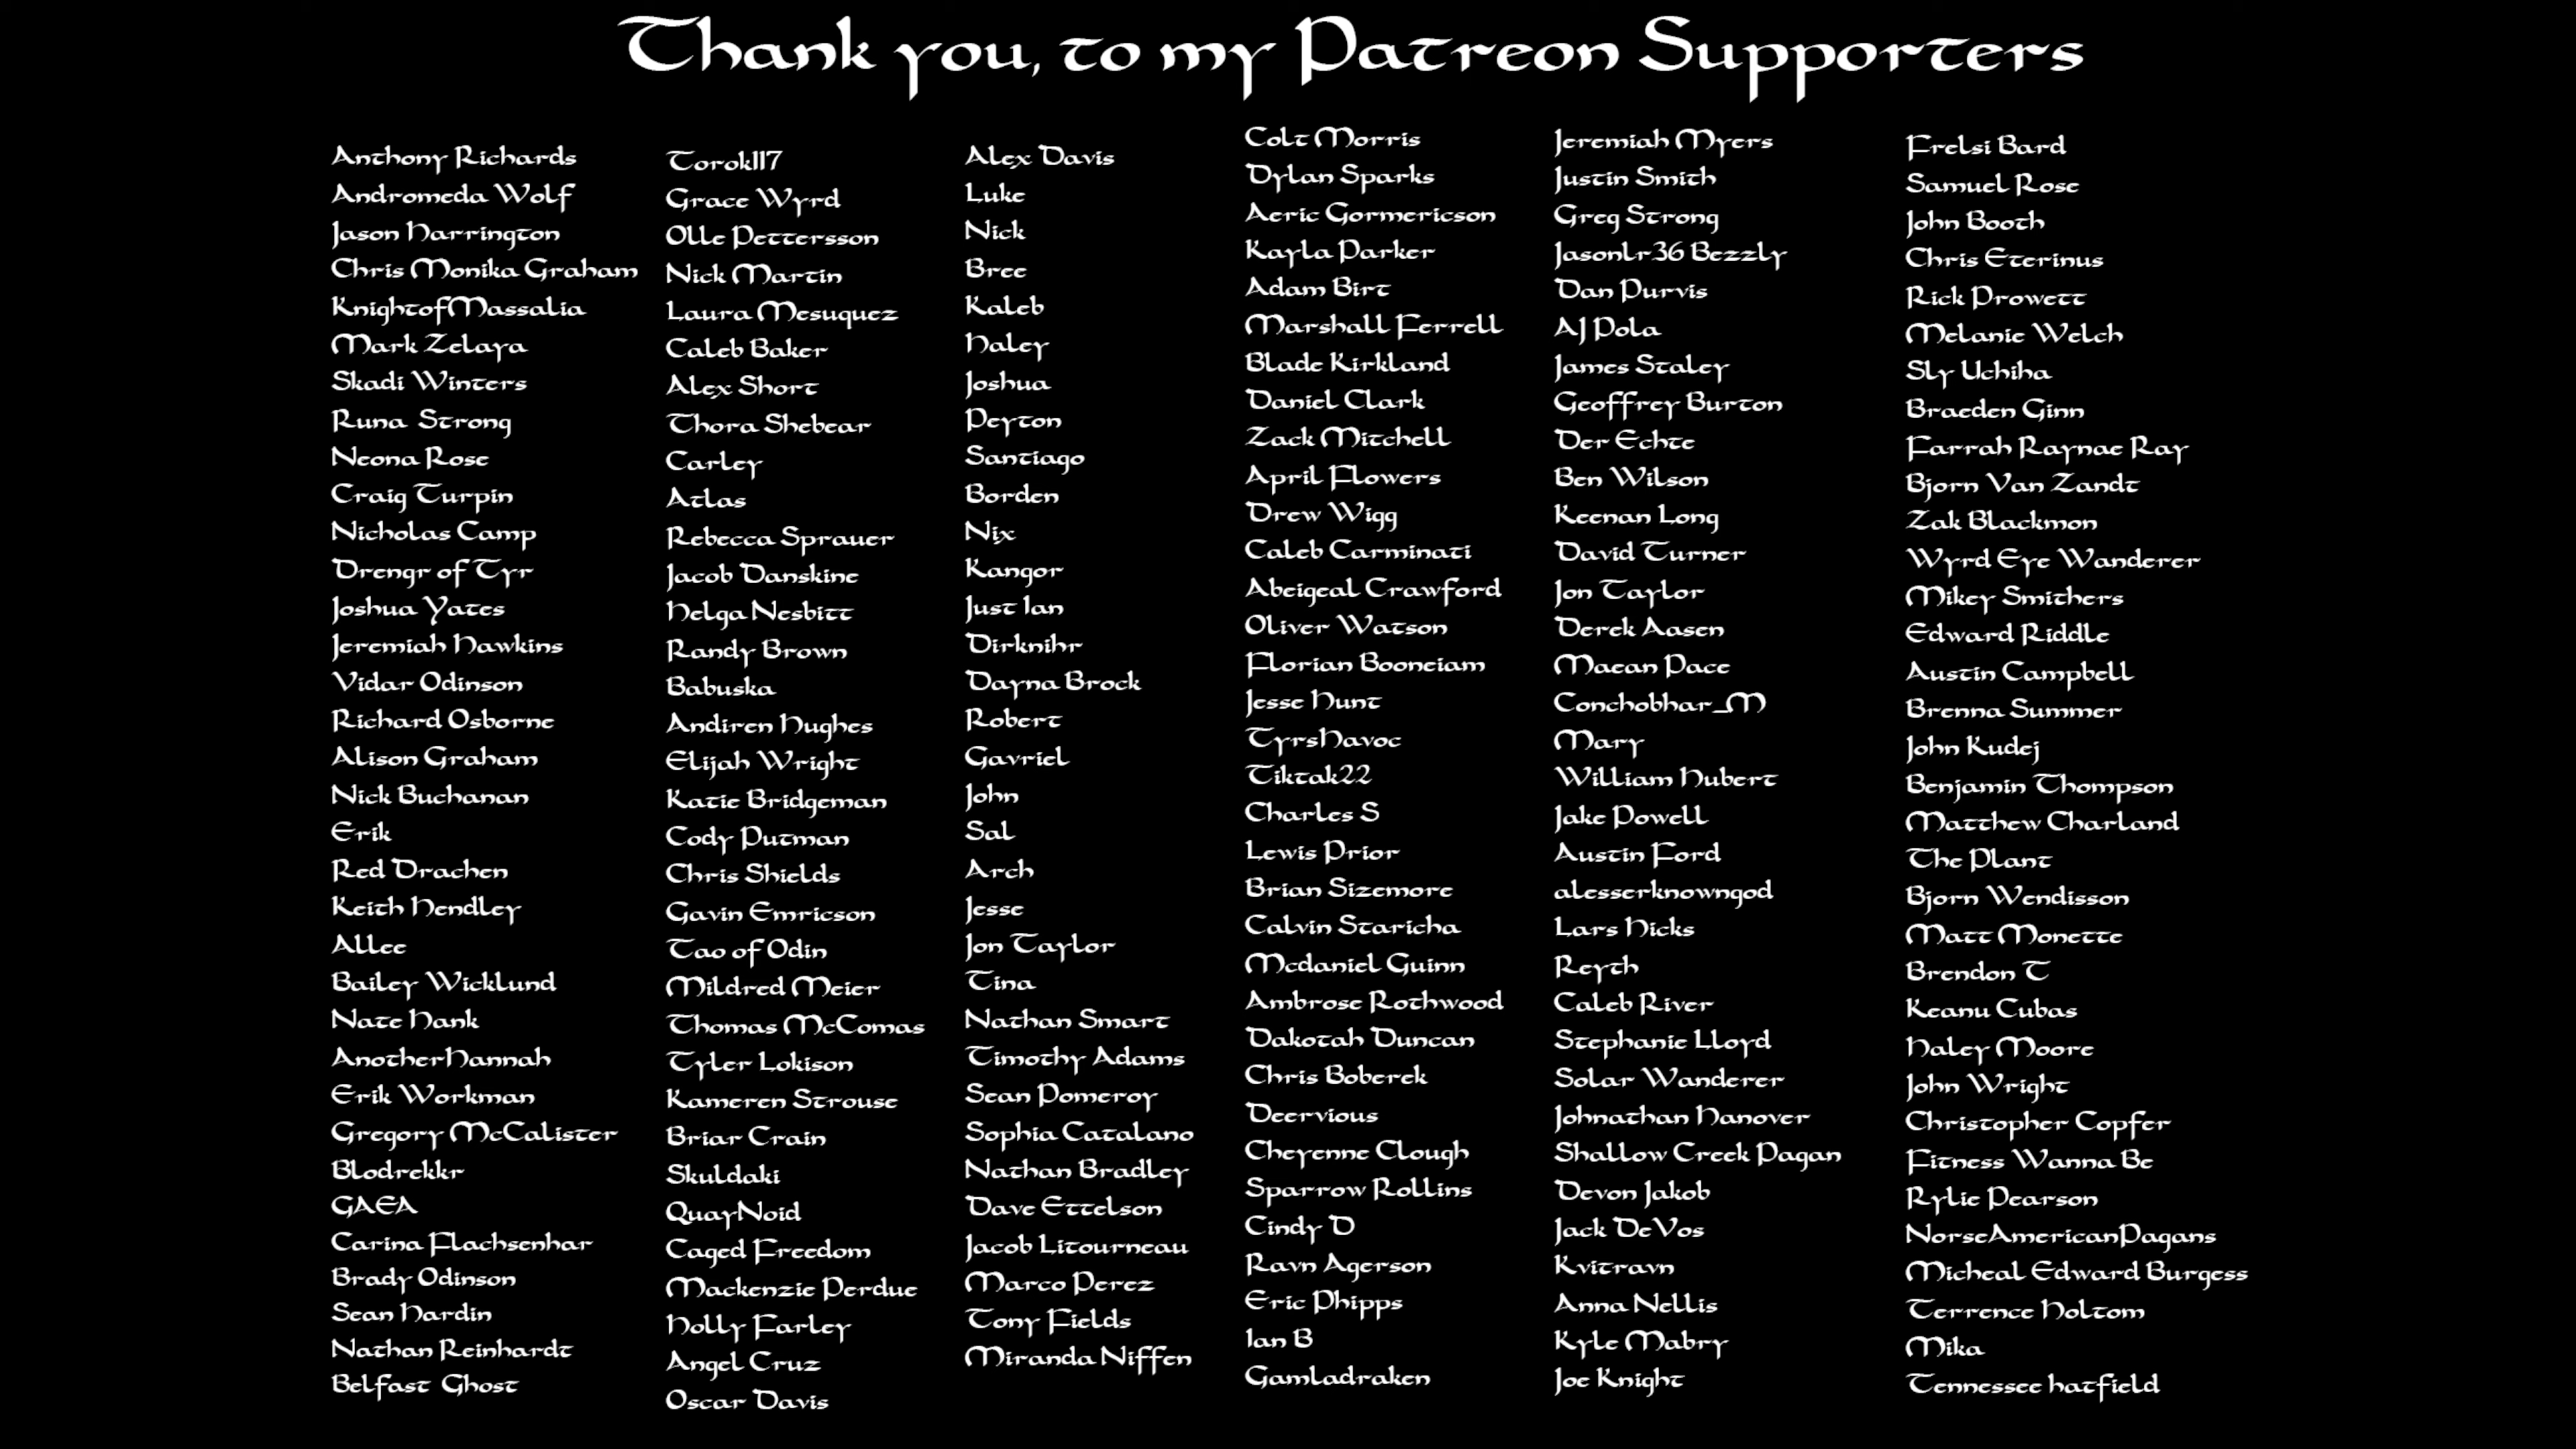 Thank you, to my Patreon Supporters
Anthony Richards
Andromeda Wolf
Jason Harrington
Chris Monika Graham
KnightofMassalia
Mark Zelaya
Skadi Winters
Runa Strong
Neona Rose
Craig Turpin
Nicholas Camp
Drengr of Tyr
Joshua Yates
Jeremiah Hawkins
Vidar Odinson
Richard Osborne
Alison Graham
Nick Buchanan
Erik
Red Drachen
Keith Hendley
Allee
Bailey Wicklund
Nate Hank
AnotherHannah
Erik Workman
Gregory McCalister
Blodrekkr
GAEA
Carina Flachsenhar
Brady Odinson
Sean Hardin
Nathan Reinhardt
Belfast Ghost
Torok117
Grace Wyrd
Olle Pettersson
Nick Martin
Laura Mesuquez
Caleb Baker
Alex Short
Thora Shebear
Carley
Atlas
Rebecca Sprauer
Jacob Danskine
Helga Nesbitt
Randy Brown
Babuska
Andiren Hughes
Elijah Wright
Katie Bridgeman
Cody Putman
Chris Shields
Gavin Emricson
Tao of Odin
Mildred Meier
Thomas McComas
Tyler Lokison
Kameren Strouse
Briar Crain
Skuldaki
QuayNoid
Caged Freedom
Mackenzie Perdue
Holly Farley
Angel Cruz
Oscar Davis
Alex Davis
Luke
Nick
Bree
Kaleb
Haley
Joshua
Peyton
Santiago
Borden
Nix
Kangor
Just Ian
Dirknihr
Dayna Brock
Robert
Gavriel
John
Sal
Arch
Jesse
Jon Taylor
Tina
Nathan Smart
Timothy Adams
Sean Pomeroy
Sophia Catalano
Nathan Bradley
Dave Ettelson
Jacob Litourneau
Marco Perez
Tony Fields
Miranda Niffen
Colt Morris
Dylan Sparks
Aeric Gormericson
Kayla Parker
Adam Birt
Marshall Ferrell
Blade Kirkland
Daniel Clark
Zack Mitchell
April Flowers
Drew Wigg
Caleb Carminati
Abeigeal Crawford
Oliver Watson
Florian Booneiam
Jesse Hunt
TyrsHavoc
Tiktak22
Charles S
Lewis Prior
Brian Sizemore
Calvin Staricha
Mcdaniel Guinn
Ambrose Rothwood
Dakotah Duncan
Chris Boberek
Deervious
Cheyenne Clough
Sparrow Rollins
Cindy D
Ravn Agerson
Eric Phipps
Ian B
Gamladraken
Jeremiah Myers
Justin Smith
Greg Strong
Jasonlr36 Bezzly
Dan Purvis
AJ Pola
James Staley
Geoffrey Burton
Der Echte
Ben Wilson
Keenan Long
David Turner
Jon Taylor
Derek Aasen
Maean Pace
Conchobhar_M
Mary
William Hubert
Jake Powell
Austin Ford
alesserknowngod
Lars Hicks
Reyth
Caleb River
Stephanie Lloyd
Solar Wanderer
Johnathan Hanover
Shallow Creek Pagan
Devon Jakob
Jack DeVos
Kvitravn
Anna Nellis
Kyle Mabry
Joe Knight
Frelsi Bard
Samuel Rose
John Booth
Chris Eterinus
Rick Prowett
Melanie Welch
Sly Uchiha
Braeden Ginn
Farrah Raynae Ray
Bjorn Van Zandt
Zak Blackmon
Wyrd Eye Wanderer
Mikey Smithers
Edward Riddle
Austin Campbell
Brenna Summer
John Kudej
Benjamin Thompson
Matthew Charland
The Plant
Bjorn Wendisson
Matt Monette
Brendon T
Keanu Cubas
Haley Moore
John Wright
Christopher Copfer
Fitness Wanna Be
Rylie Pearson
NorseAmericanPagans
Micheal Edward Burgess
Terrence Holtom
Mika
Tennessee hatfield